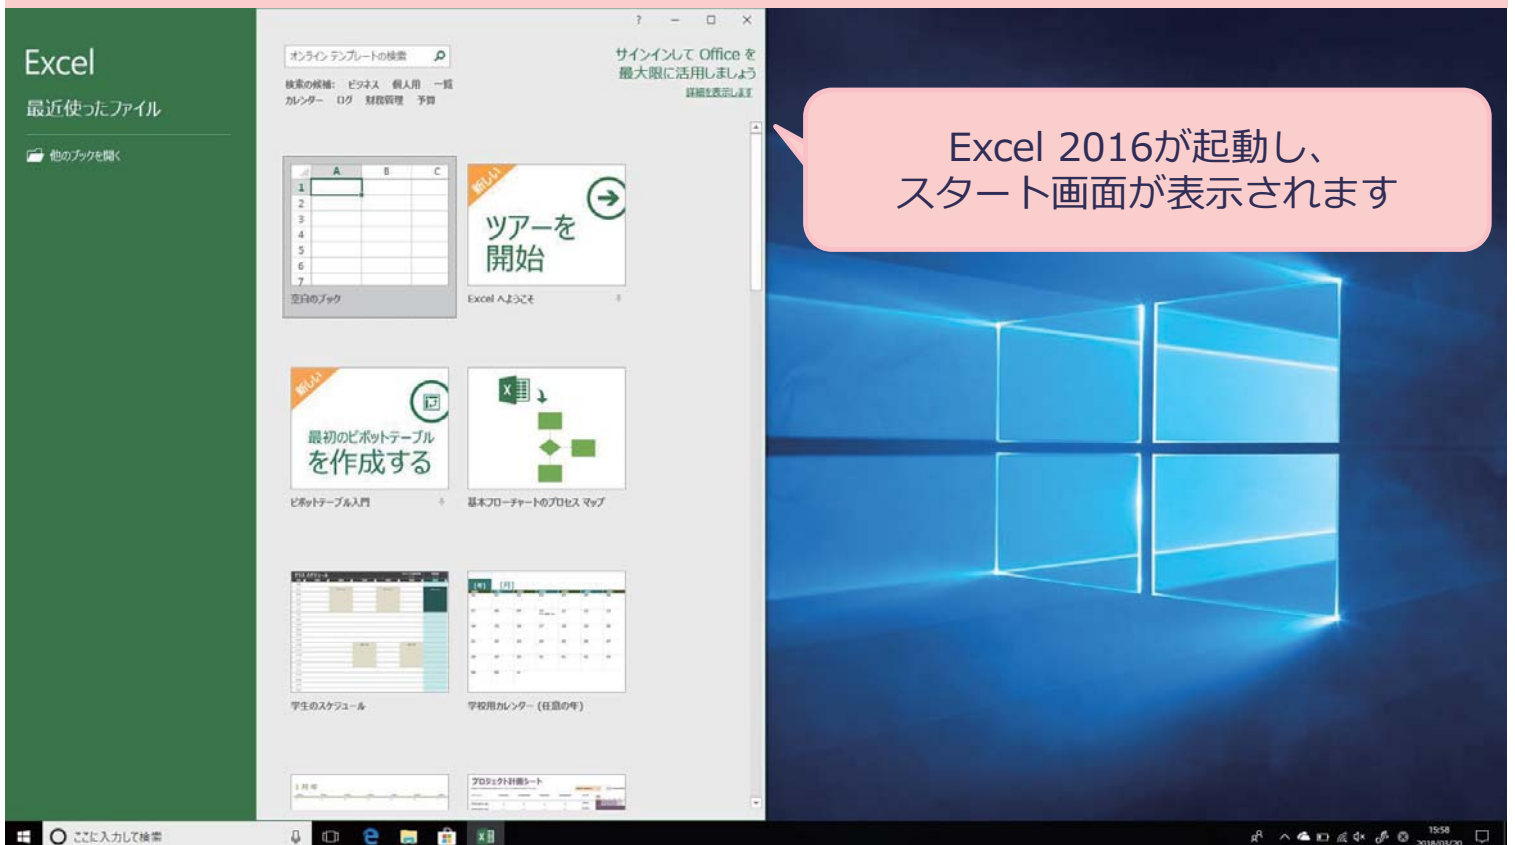 Excel
最近使ったファイル
他のブックを開く
? － □ ×
オンライン テンプレートの検索
検索の候補: ビジネス 個人用 一覧
カレンダー ログ 財務管理 予算
サインインして Office を
最大限に活用しましょう
詳細を表示します
Excel 2016が起動し、
スタート画面が表示されます
A B C
1
2
3
4
5
6
7
空白のブック
新しい
ツアーを
開始
Excel へようこそ
新しい
最初のピボットテーブル
を作成する
ピボットテーブル入門
基本フローチャートのプロセス マップ
学生のスケジュール
[年] [月]
学校用カレンダー (任意の年)
プロジェクト計画シート
ここに入力して検索
15:58
2018/03/20